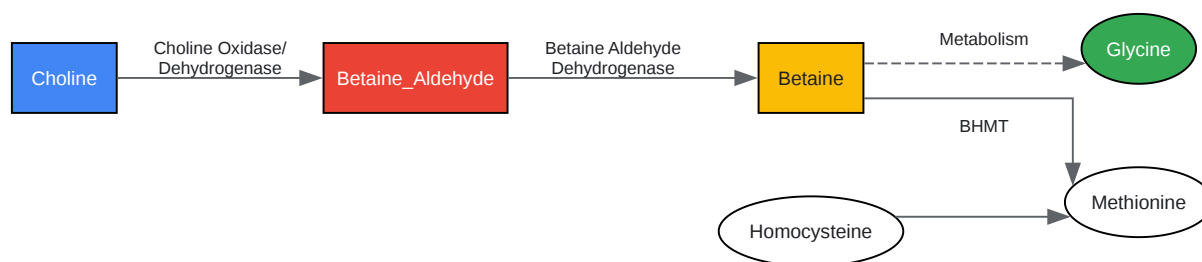 Choline
Choline Oxidase/
Dehydrogenase
Betaine_Aldehyde
Betaine Aldehyde
Dehydrogenase
Betaine
Metabolism
Glycine
BHMT
Methionine
Homocysteine